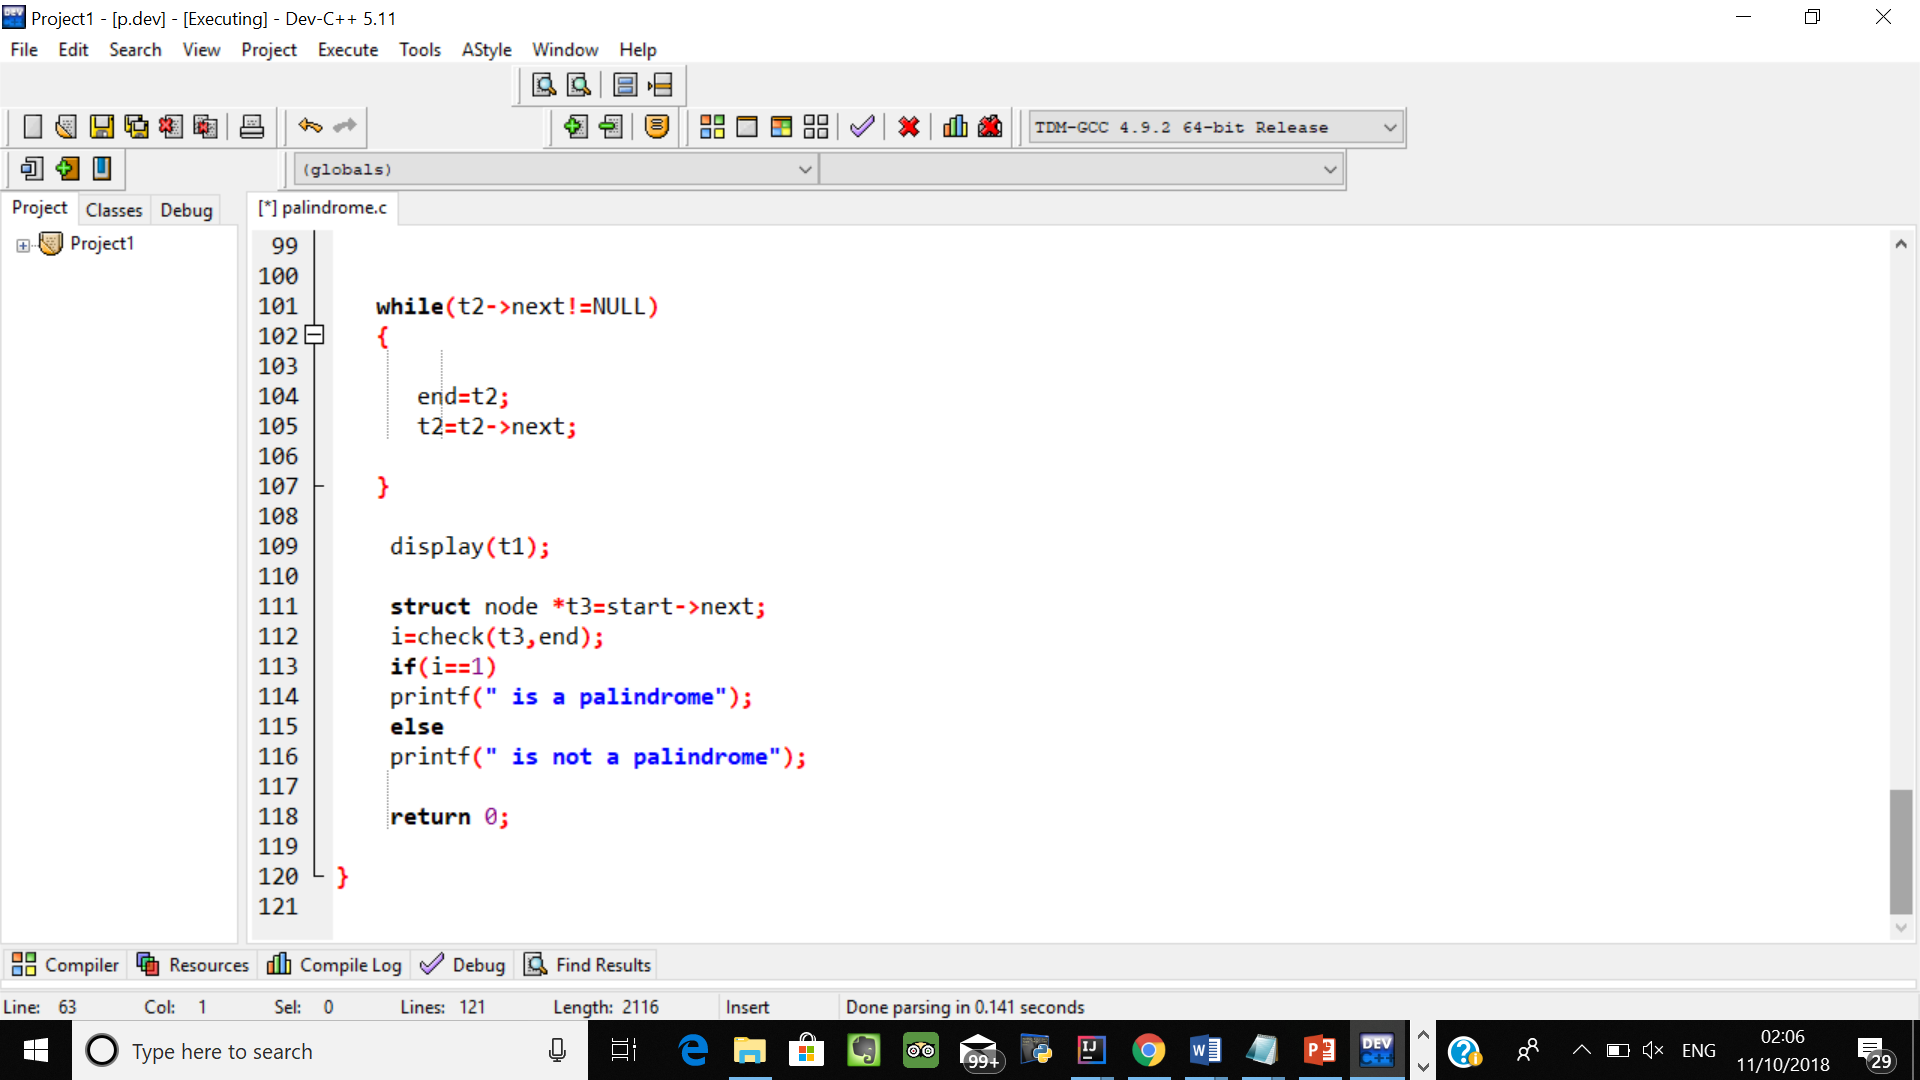 Project1 - [p.dev] - [Executing] - Dev-C++ 5.11
File Edit Search View Project Execute Tools AStyle Window Help
TDM-GCC 4.9.2 64-bit Release
(globals)
Project Classes Debug [*] palindrome.c
Project1
99
100
101 while(t2->next!=NULL)
102 {
103
104 end=t2;
105 t2=t2->next;
106
107 }
108
109 display(t1);
110
111 struct node *t3=start->next;
112 i=check(t3,end);
113 if(i==1)
114 printf(" is a palindrome");
115 else
116 printf(" is not a palindrome");
117
118 return 0;
119
120 }
121
Compiler Resources Compile Log Debug Find Results
Line: 63 Col: 1 Sel: 0 Lines: 121 Length: 2116 Insert Done parsing in 0.141 seconds
Type here to search 99+ IJ DEV C++ ENG 02:06
11/10/2018 29